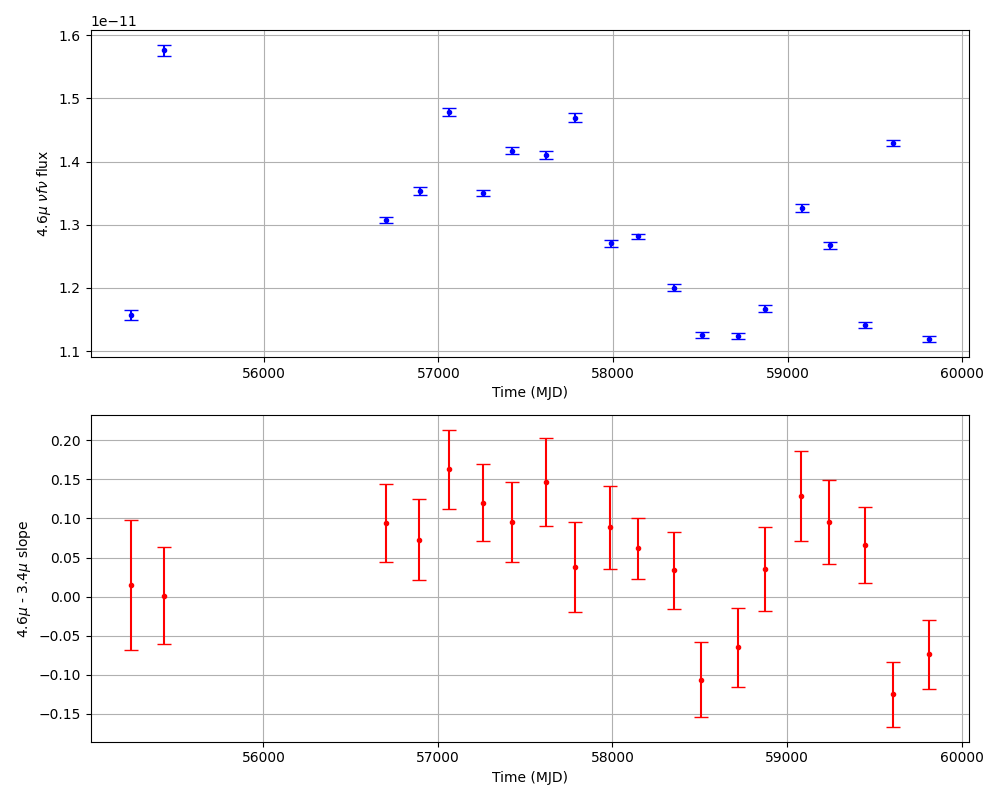 1e−11
1.6
1.5
1.4
1.3
1.2
1.1
4.6μ νfν flux
56000 57000 58000 59000 60000
Time (MJD)
0.20
0.15
0.10
0.05
0.00
−0.05
−0.10
−0.15
4.6μ - 3.4μ slope
56000 57000 58000 59000 60000
Time (MJD)